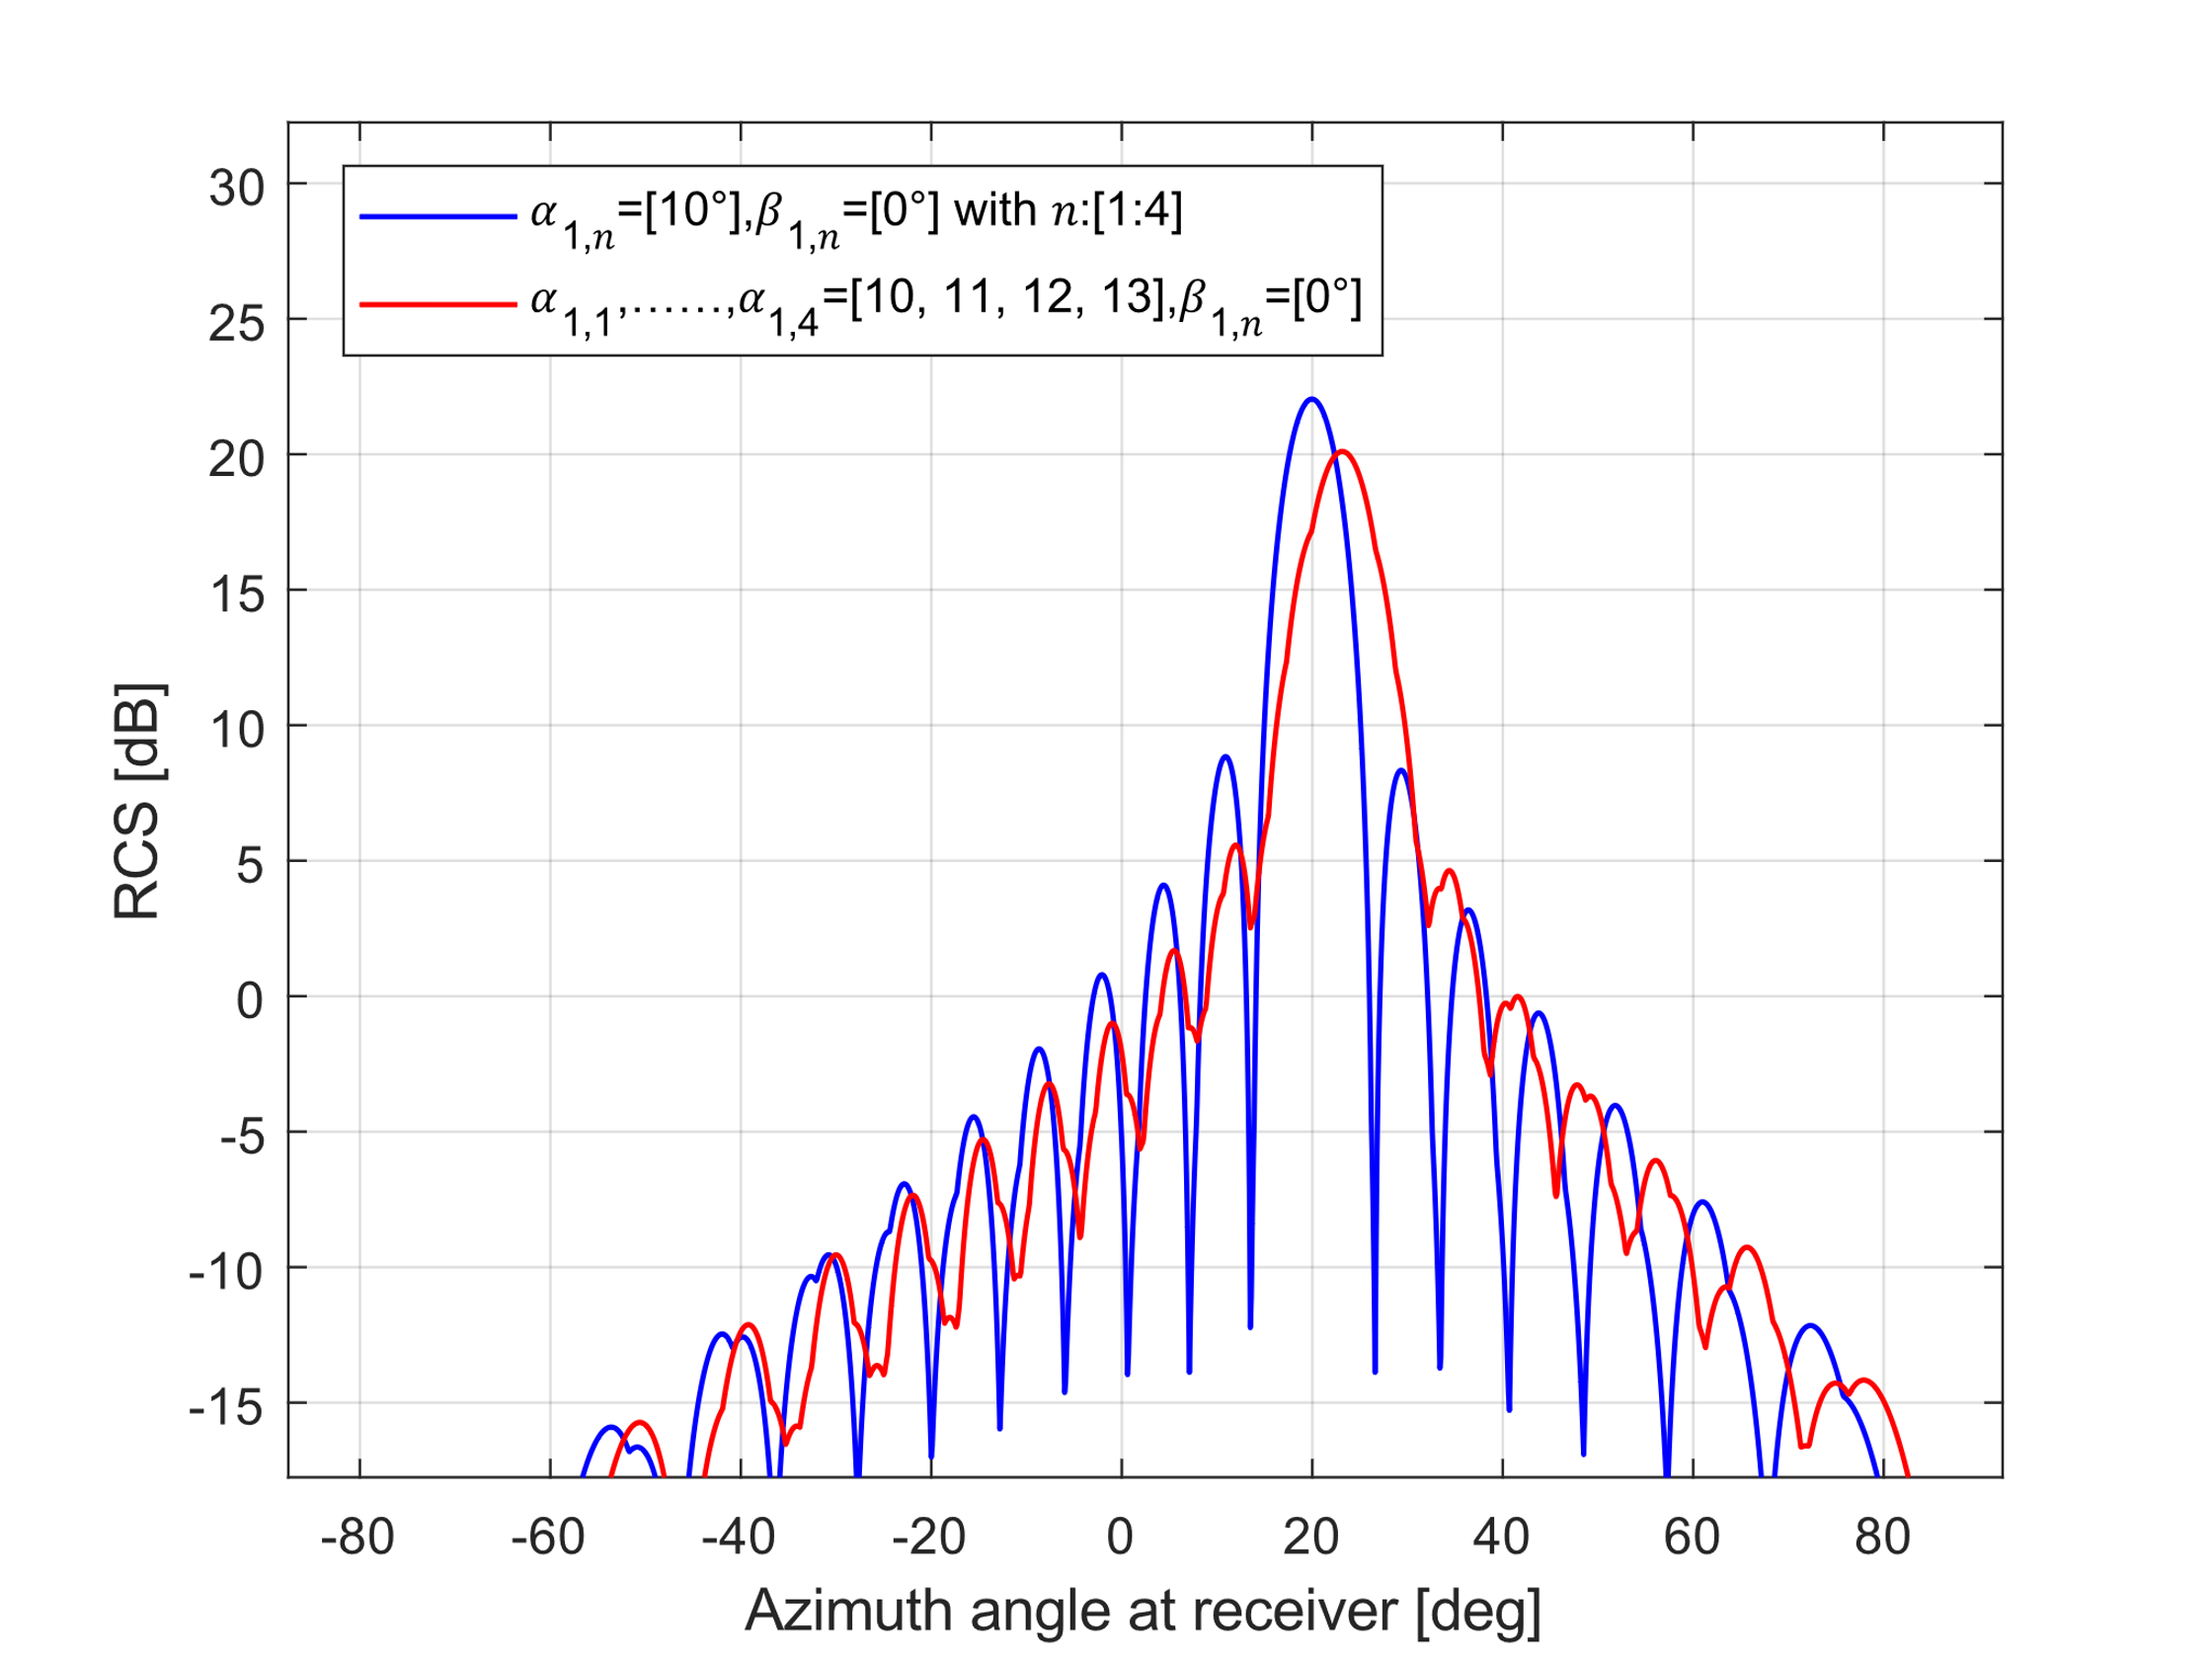 α1,n=[10°],β1,n=[0°] with n:[1:4]
α1,1,......,α1,4=[10, 11, 12, 13],β1,n=[0°]
30
25
20
15
10
5
0
-5
-10
-15
RCS [dB]
-80 -60 -40 -20 0 20 40 60 80
Azimuth angle at receiver [deg]